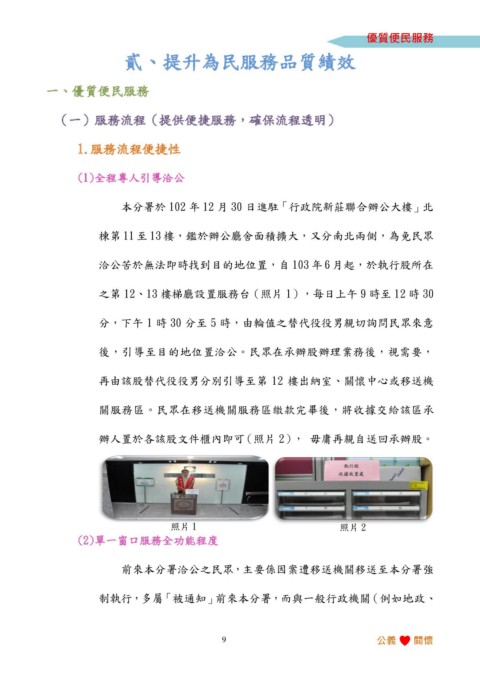 優質便民服務
貳、提升為民服務品質績效
一、優質便民服務
（一）服務流程（提供便捷服務，確保流程透明）
1.服務流程便捷性
(1)全程專人引導洽公
本分署於 102 年 12 月 30 日進駐「行政院新莊聯合辦公大樓」北
棟第 11 至 13 樓，鑑於辦公廳舍面積擴大，又分南北兩側，為免民眾
洽公苦於無法即時找到目的地位置，自 103 年 6 月起，於執行股所在
之第 12、13 樓梯廳設置服務台（照片 1），每日上午 9 時至 12 時 30
分，下午 1 時 30 分至 5 時，由輪值之替代役役男親切詢問民眾來意
後，引導至目的地位置洽公。民眾在承辦股辦理業務後，視需要，
再由該股替代役役男分別引導至第 12 樓出納室、關懷中心或移送機
關服務區。民眾在移送機關服務區繳款完畢後，將收據交給該區承
辦人置於各該股文件櫃內即可（照片 2）， 毋庸再親自送回承辦股。
照片 1
照片 2
(2)單一窗口服務全功能程度
前來本分署洽公之民眾，主要係因案遭移送機關移送至本分署強
制執行，多屬「被通知」前來本分署，而與一般行政機關（例如地政、
9
公義 ♥ 關懷